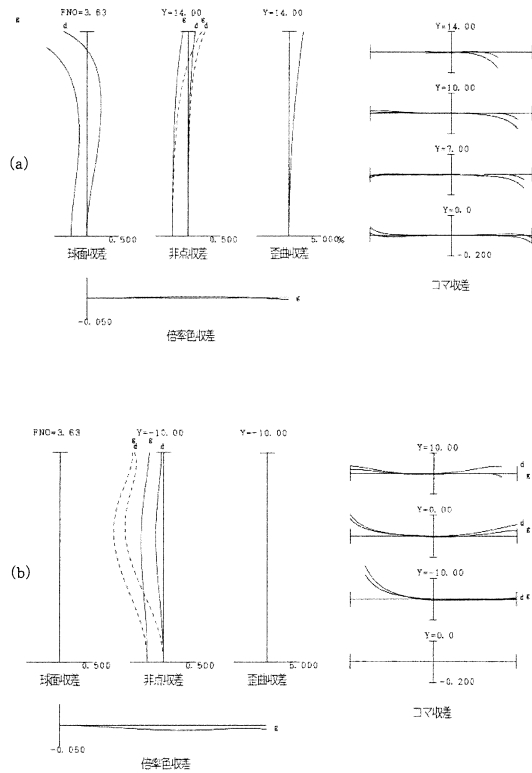 g
FNO=3.63
d
Y=14.00
g d
g d
Y=14.00
(a)
0.500
球面収差
0.500
非点収差
5.000%
歪曲収差
-0.050
g
倍率色収差
Y=14.00
Y=10.00
Y=7.00
Y=0.0
-0.200
コマ収差
FNO=3.63
Y=-10.00
g g
d d
Y=-10.00
(b)
0.500
球面収差
0.500
非点収差
5.000
歪曲収差
-0.050
g
倍率色収差
Y=10.00
d
g
Y=0.00
d
g
Y=-10.00
d g
Y=0.0
-0.200
コマ収差